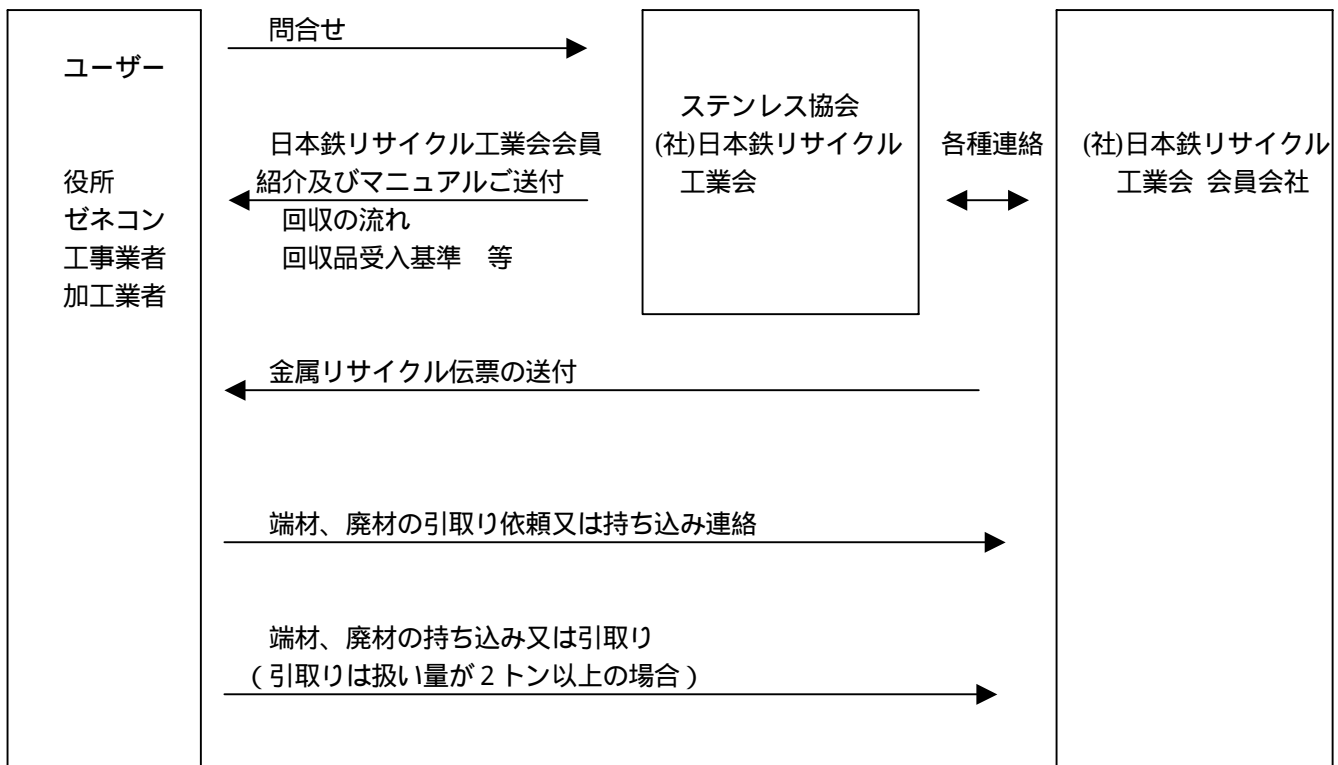 問合せ
ユーザー
役所
ゼネコン
工事業者
加工業者
日本鉄リサイクル工業会会員
紹介及びマニュアルご送付
回収の流れ
回収品受入基準　等
ステンレス協会
(社)日本鉄リサイクル
工業会
各種連絡
(社)日本鉄リサイクル
工業会 会員会社
金属リサイクル伝票の送付
端材、廃材の引取り依頼又は持ち込み連絡
端材、廃材の持ち込み又は引取り
（引取りは扱い量が２トン以上の場合）